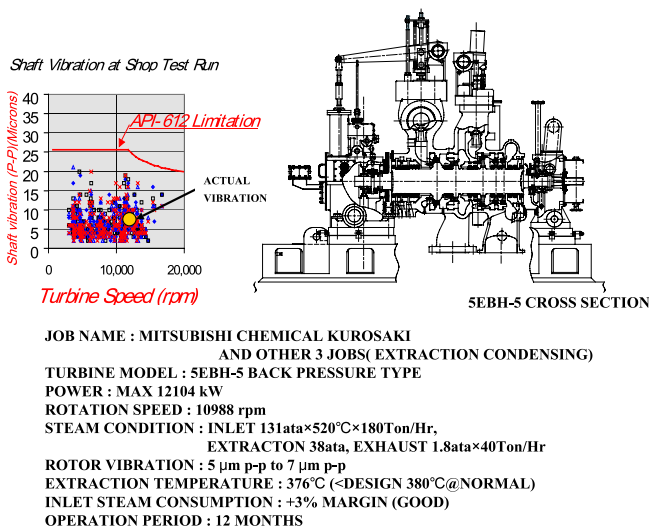 Shaft Vibration at Shop Test Run
Shaft vibration (P-P)(Microns)
40
35
30
25
20
15
10
5
0
API-612 Limitation
ACTUAL
VIBRATION
0
10,000
20,000
Turbine Speed (rpm)
5EBH-5 CROSS SECTION
JOB NAME : MITSUBISHI CHEMICAL KUROSAKI
AND OTHER 3 JOBS( EXTRACTION CONDENSING)
TURBINE MODEL : 5EBH-5 BACK PRESSURE TYPE
POWER : MAX 12104 kW
ROTATION SPEED : 10988 rpm
STEAM CONDITION : INLET 131ata×520℃×180Ton/Hr,
EXTRACTON 38ata, EXHAUST 1.8ata×40Ton/Hr
ROTOR VIBRATION : 5 μm p-p to 7 μm p-p
EXTRACTION TEMPERATURE : 376℃ (<DESIGN 380℃@NORMAL)
INLET STEAM CONSUMPTION : +3% MARGIN (GOOD)
OPERATION PERIOD : 12 MONTHS